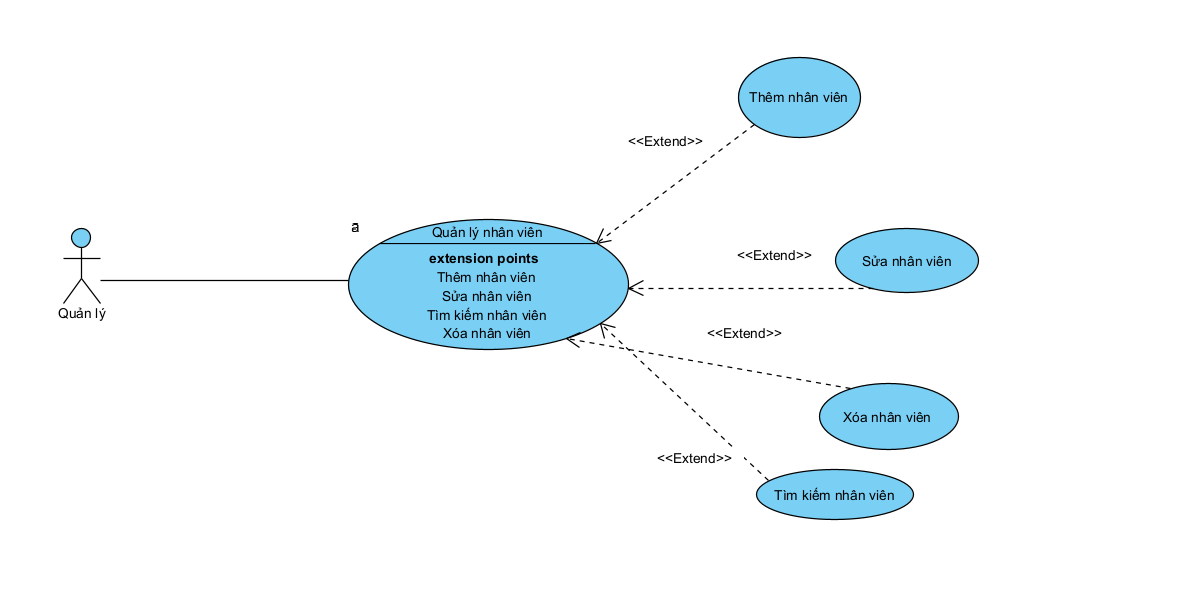 Thêm nhân viên
<<Extend>>
Quản lý nhân viên
extension points
Thêm nhân viên
Sửa nhân viên
Tìm kiếm nhân viên
Xóa nhân viên
<<Extend>>
Sửa nhân viên
Quản lý
<<Extend>>
Xóa nhân viên
<<Extend>>
Tìm kiếm nhân viên